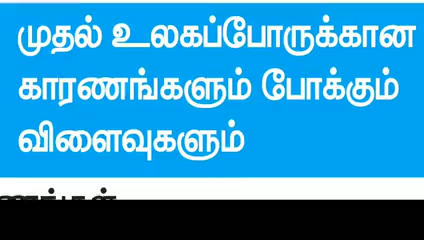 முதல் உலகப்போருக்கான
காரணங்களும் போக்கும்
விளைவுகளும்